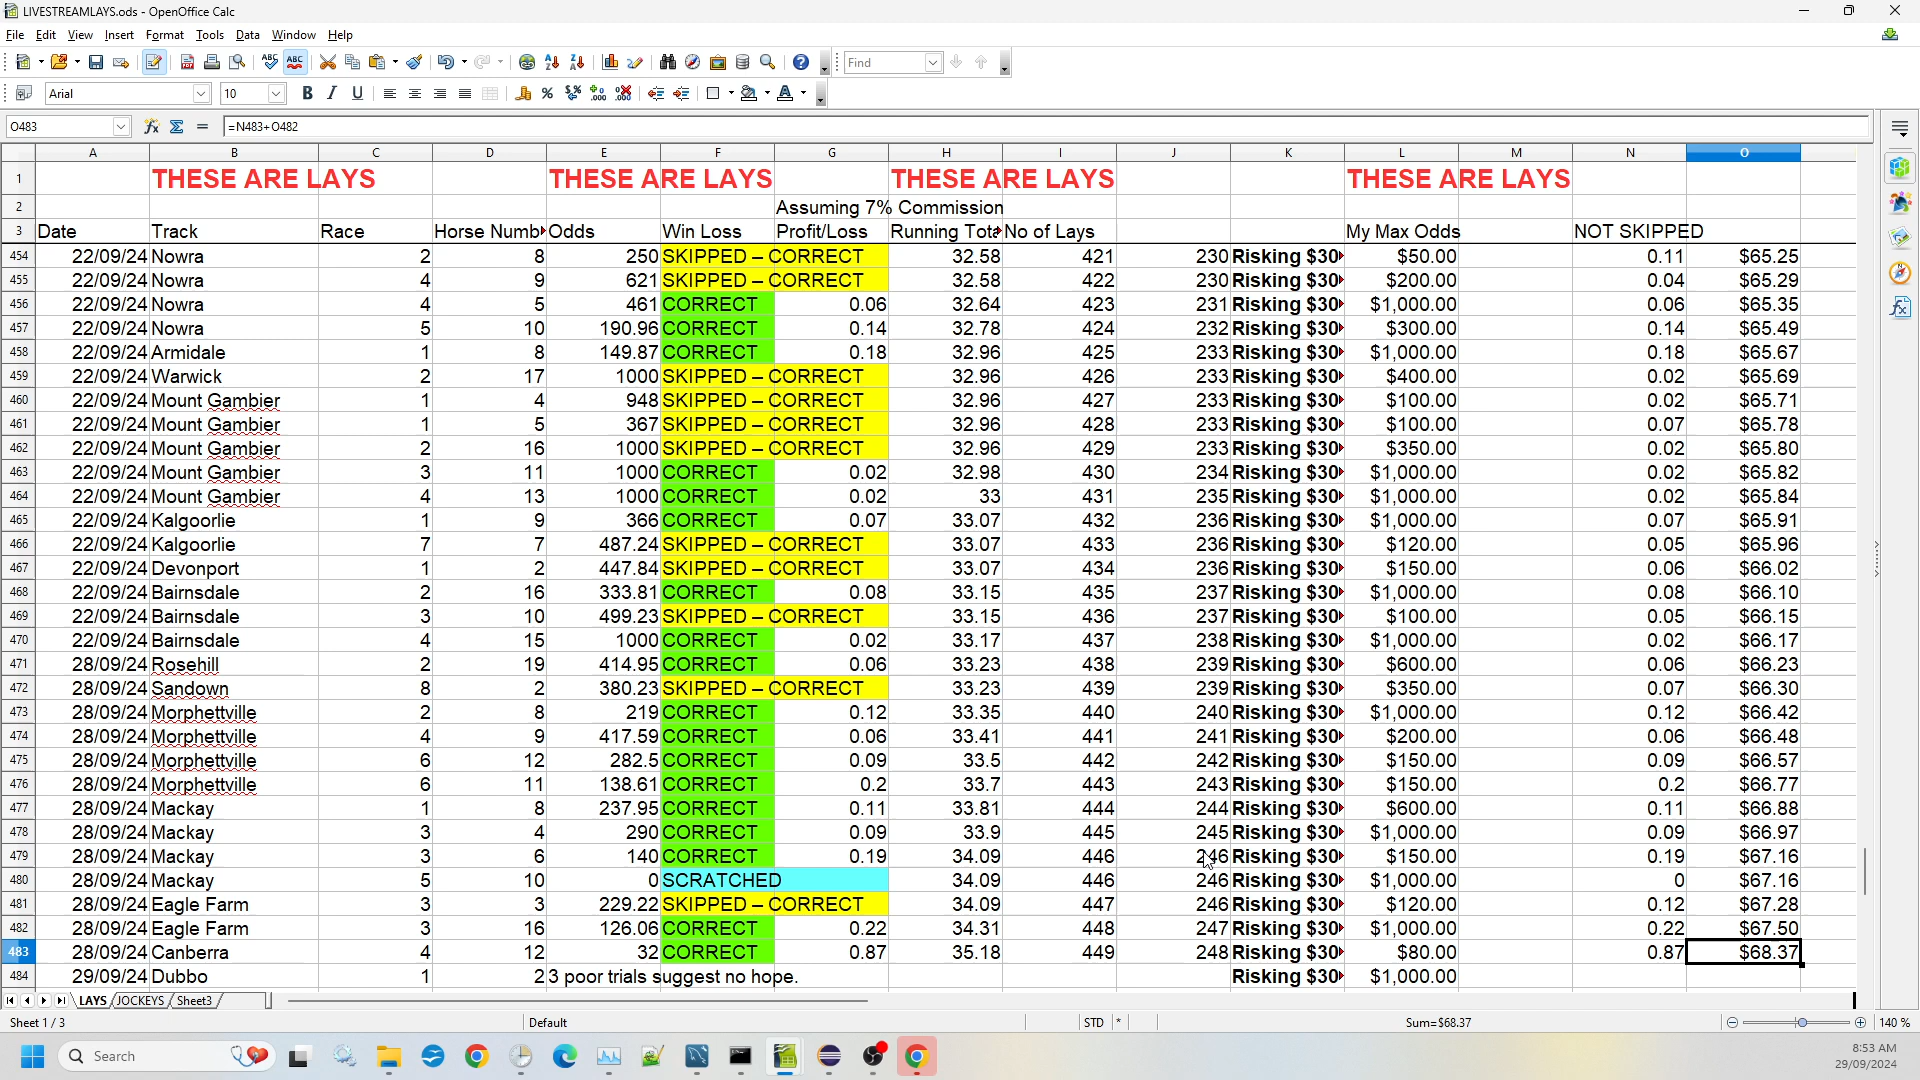 LIVESTREAMLAYS.ods - OpenOffice Calc
File Edit View Insert Format Tools Data Window Help
Find
Arial 10
O483 =N483+O482
A B C D E F G H I J K L M N O
1 THESE ARE LAYS THESE ARE LAYS THESE ARE LAYS THESE ARE LAYS
2 Assuming 7% Commission
3 Date Track Race Horse Numb Odds Win Loss Profit/Loss Running Tota No of Lays My Max Odds NOT SKIPPED
454 22/09/24 Nowra 2 8 250 SKIPPED – CORRECT 32.58 421 230 Risking $30 $50.00 0.11 $65.25
455 22/09/24 Nowra 4 9 621 SKIPPED – CORRECT 32.58 422 230 Risking $30 $200.00 0.04 $65.29
456 22/09/24 Nowra 4 5 461 CORRECT 0.06 32.64 423 231 Risking $30 $1,000.00 0.06 $65.35
457 22/09/24 Nowra 5 10 190.96 CORRECT 0.14 32.78 424 232 Risking $30 $300.00 0.14 $65.49
458 22/09/24 Armidale 1 8 149.87 CORRECT 0.18 32.96 425 233 Risking $30 $1,000.00 0.18 $65.67
459 22/09/24 Warwick 2 17 1000 SKIPPED – CORRECT 32.96 426 233 Risking $30 $400.00 0.02 $65.69
460 22/09/24 Mount Gambier 1 4 948 SKIPPED – CORRECT 32.96 427 233 Risking $30 $100.00 0.02 $65.71
461 22/09/24 Mount Gambier 1 5 367 SKIPPED – CORRECT 32.96 428 233 Risking $30 $100.00 0.07 $65.78
462 22/09/24 Mount Gambier 2 16 1000 SKIPPED – CORRECT 32.96 429 233 Risking $30 $350.00 0.02 $65.80
463 22/09/24 Mount Gambier 3 11 1000 CORRECT 0.02 32.98 430 234 Risking $30 $1,000.00 0.02 $65.82
464 22/09/24 Mount Gambier 4 13 1000 CORRECT 0.02 33 431 235 Risking $30 $1,000.00 0.02 $65.84
465 22/09/24 Kalgoorlie 1 9 366 CORRECT 0.07 33.07 432 236 Risking $30 $1,000.00 0.07 $65.91
466 22/09/24 Kalgoorlie 7 7 487.24 SKIPPED – CORRECT 33.07 433 236 Risking $30 $120.00 0.05 $65.96
467 22/09/24 Devonport 1 2 447.84 SKIPPED – CORRECT 33.07 434 236 Risking $30 $150.00 0.06 $66.02
468 22/09/24 Bairnsdale 2 16 333.81 CORRECT 0.08 33.15 435 237 Risking $30 $1,000.00 0.08 $66.10
469 22/09/24 Bairnsdale 3 10 499.23 SKIPPED – CORRECT 33.15 436 237 Risking $30 $100.00 0.05 $66.15
470 22/09/24 Bairnsdale 4 15 1000 CORRECT 0.02 33.17 437 238 Risking $30 $1,000.00 0.02 $66.17
471 28/09/24 Rosehill 2 19 414.95 CORRECT 0.06 33.23 438 239 Risking $30 $600.00 0.06 $66.23
472 28/09/24 Sandown 8 2 380.23 SKIPPED – CORRECT 33.23 439 239 Risking $30 $350.00 0.07 $66.30
473 28/09/24 Morphettville 2 8 219 CORRECT 0.12 33.35 440 240 Risking $30 $1,000.00 0.12 $66.42
474 28/09/24 Morphettville 4 9 417.59 CORRECT 0.06 33.41 441 241 Risking $30 $200.00 0.06 $66.48
475 28/09/24 Morphettville 6 12 282.5 CORRECT 0.09 33.5 442 242 Risking $30 $150.00 0.09 $66.57
476 28/09/24 Morphettville 6 11 138.61 CORRECT 0.2 33.7 443 243 Risking $30 $150.00 0.2 $66.77
477 28/09/24 Mackay 1 8 237.95 CORRECT 0.11 33.81 444 244 Risking $30 $600.00 0.11 $66.88
478 28/09/24 Mackay 3 4 290 CORRECT 0.09 33.9 445 245 Risking $30 $1,000.00 0.09 $66.97
479 28/09/24 Mackay 3 6 140 CORRECT 0.19 34.09 446 246 Risking $30 $150.00 0.19 $67.16
480 28/09/24 Mackay 5 10 0 SCRATCHED 34.09 446 246 Risking $30 $1,000.00 0 $67.16
481 28/09/24 Eagle Farm 3 3 229.22 SKIPPED – CORRECT 34.09 447 246 Risking $30 $120.00 0.12 $67.28
482 28/09/24 Eagle Farm 3 16 126.06 CORRECT 0.22 34.31 448 247 Risking $30 $1,000.00 0.22 $67.50
483 28/09/24 Canberra 4 12 32 CORRECT 0.87 35.18 449 248 Risking $30 $80.00 0.87 $68.37
484 29/09/24 Dubbo 1 2 3 poor trials suggest no hope. Risking $30 $1,000.00
LAYS JOCKEYS Sheet3
Sheet 1 / 3 Default STD * Sum=$68.37 140 %
Search
8:53 AM
29/09/2024